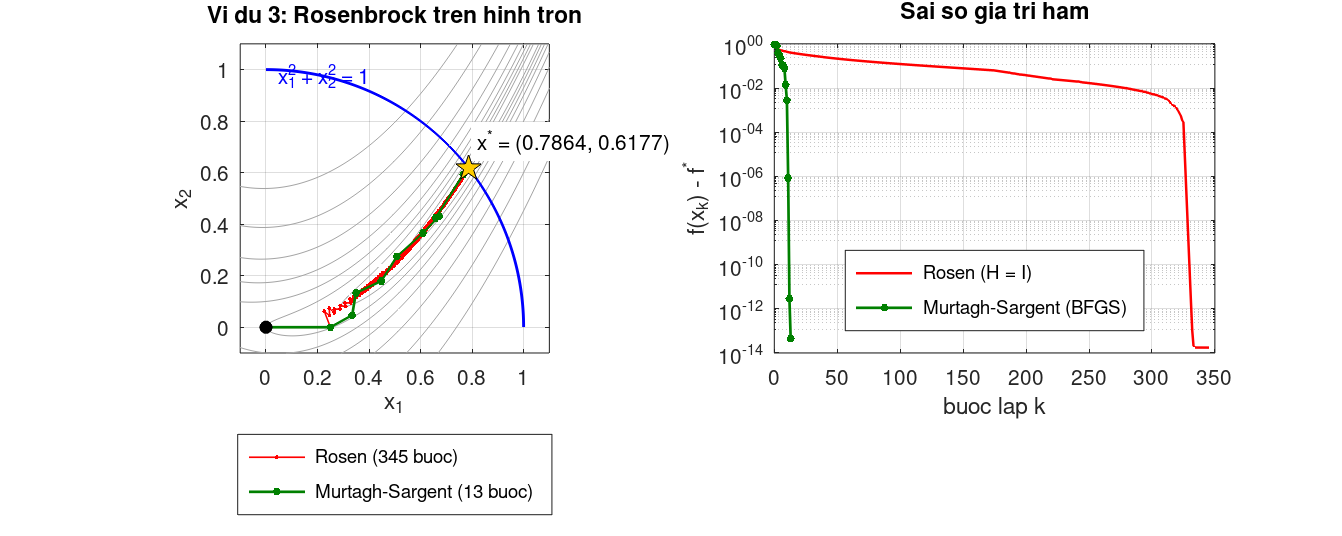 Vi du 3: Rosenbrock tren hinh tron
1
0.8
0.6
0.4
0.2
0
x₂
x₁² + x₂² = 1
x* = (0.7864, 0.6177)
0 0.2 0.4 0.6 0.8 1
x₁
Rosen (345 buoc)
Murtagh-Sargent (13 buoc)
Sai so gia tri ham
10⁰⁰
10⁻⁰²
10⁻⁰⁴
10⁻⁰⁶
10⁻⁰⁸
10⁻¹⁰
10⁻¹²
10⁻¹⁴
f(xₖ) - f*
Rosen (H = I)
Murtagh-Sargent (BFGS)
0 50 100 150 200 250 300 350
buoc lap k